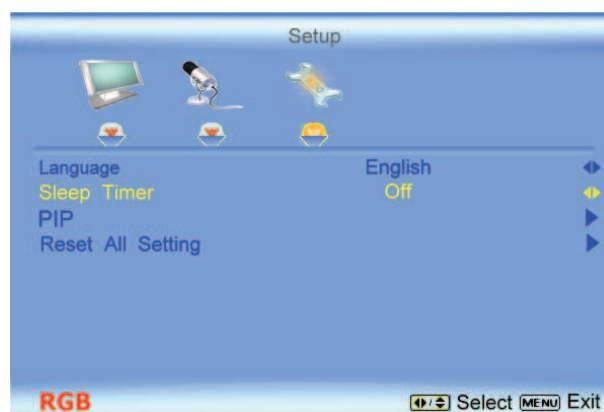 Setup
Language English
Sleep Timer Off
PIP
Reset All Setting
RGB Select MENU Exit